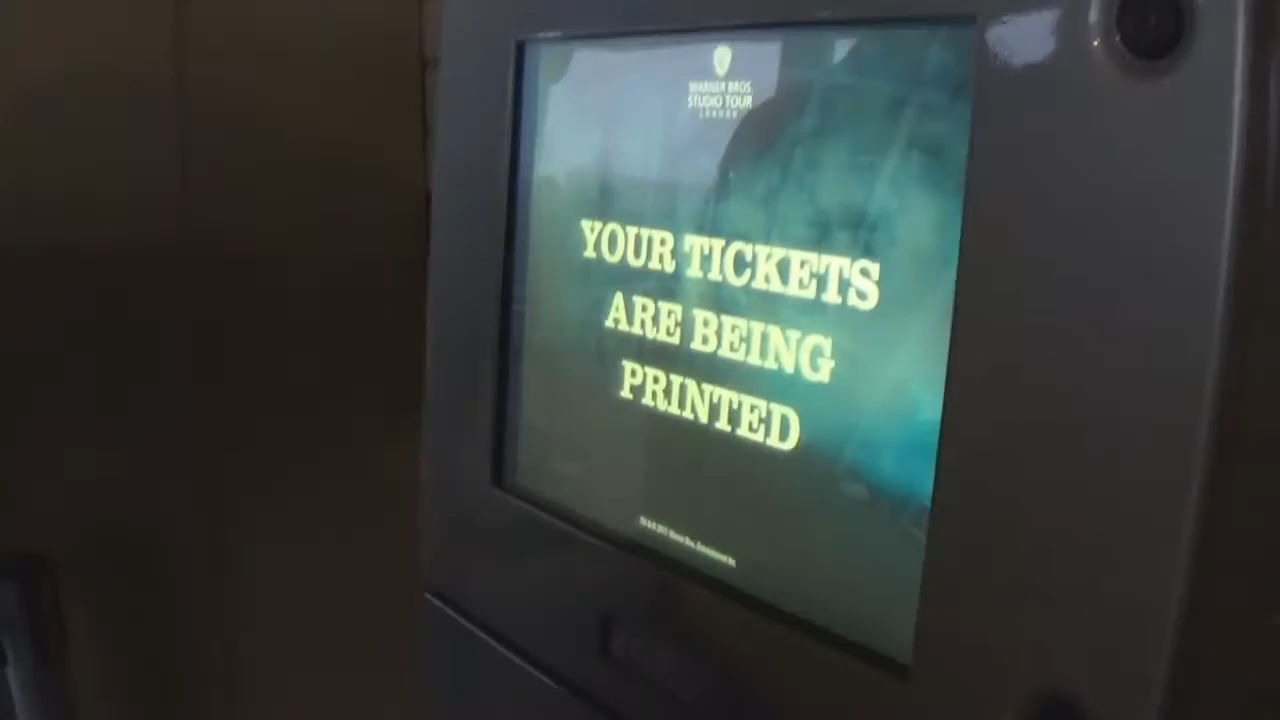 WARNER BROS.
STUDIO TOUR
LONDON
YOUR TICKETS
ARE BEING
PRINTED